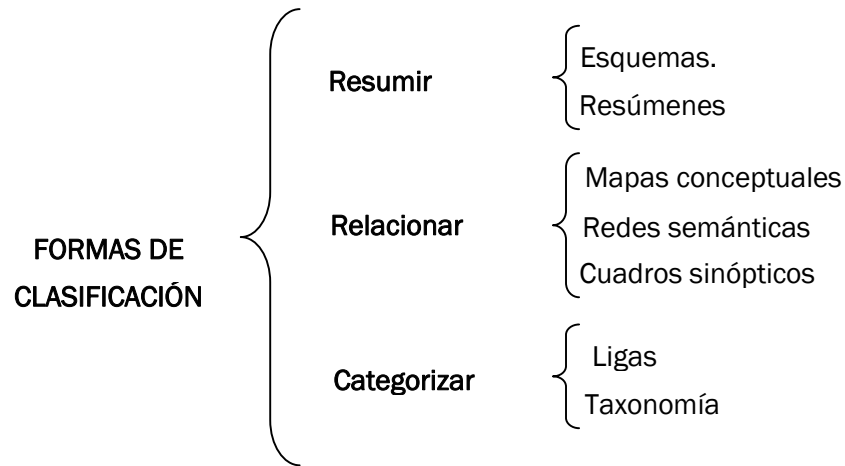 FORMAS DE
CLASIFICACIÓN
Resumir
Esquemas.
Resúmenes
Relacionar
Mapas conceptuales
Redes semánticas
Cuadros sinópticos
Categorizar
Ligas
Taxonomía